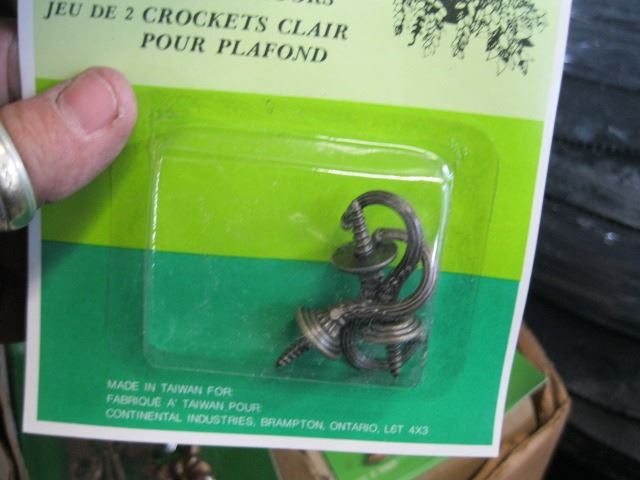 JEU DE 2 CROCKETS CLAIR
POUR PLAFOND
MADE IN TAIWAN FOR:
FABRIQUÉ A' TAIWAN POUR:
CONTINENTAL INDUSTRIES, BRAMPTON, ONTARIO, L6T 4X3